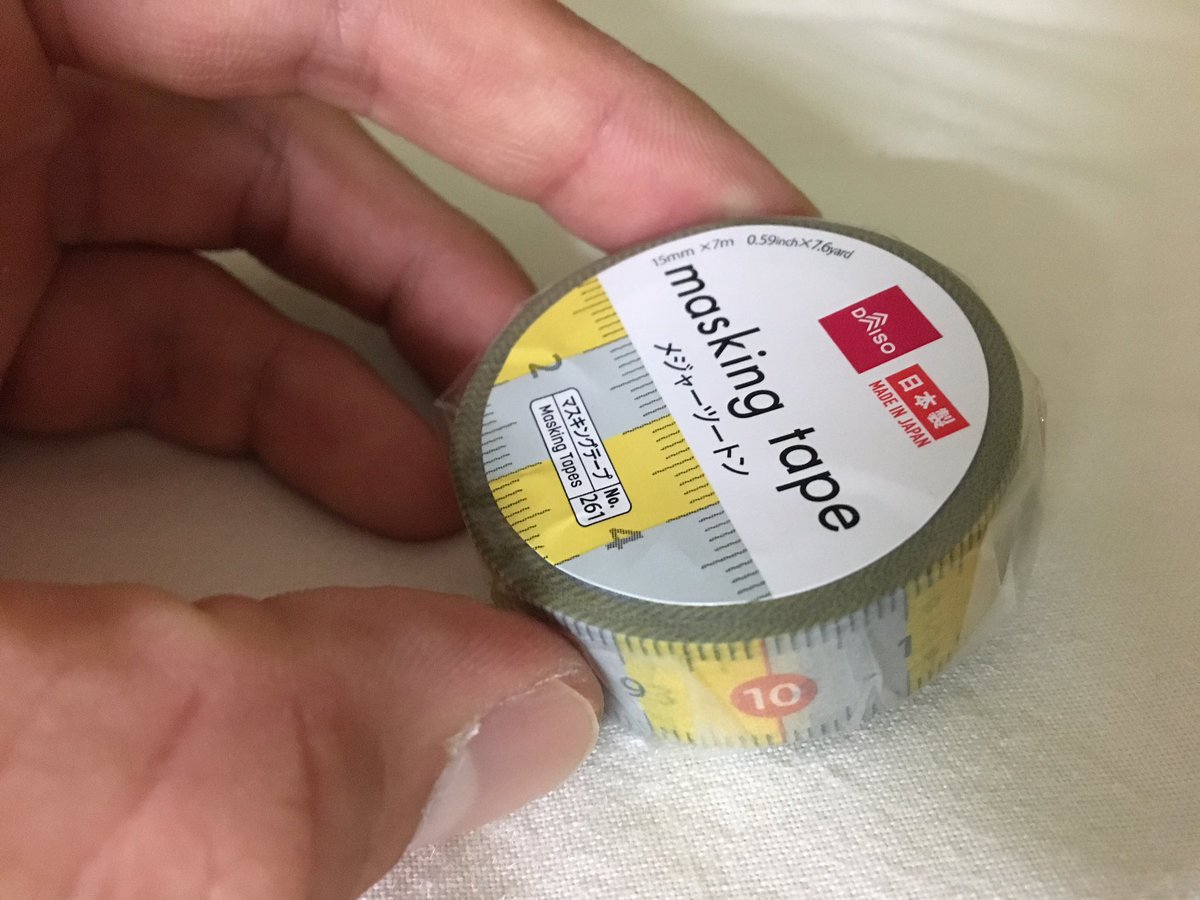 15mm ×7m 0.59inch×7.6yard
masking tape
メジャーツートン
DAISO
日本製
MADE IN JAPAN
マスキングテープ No.
Masking Tapes 261
2
4
9
3
10
1